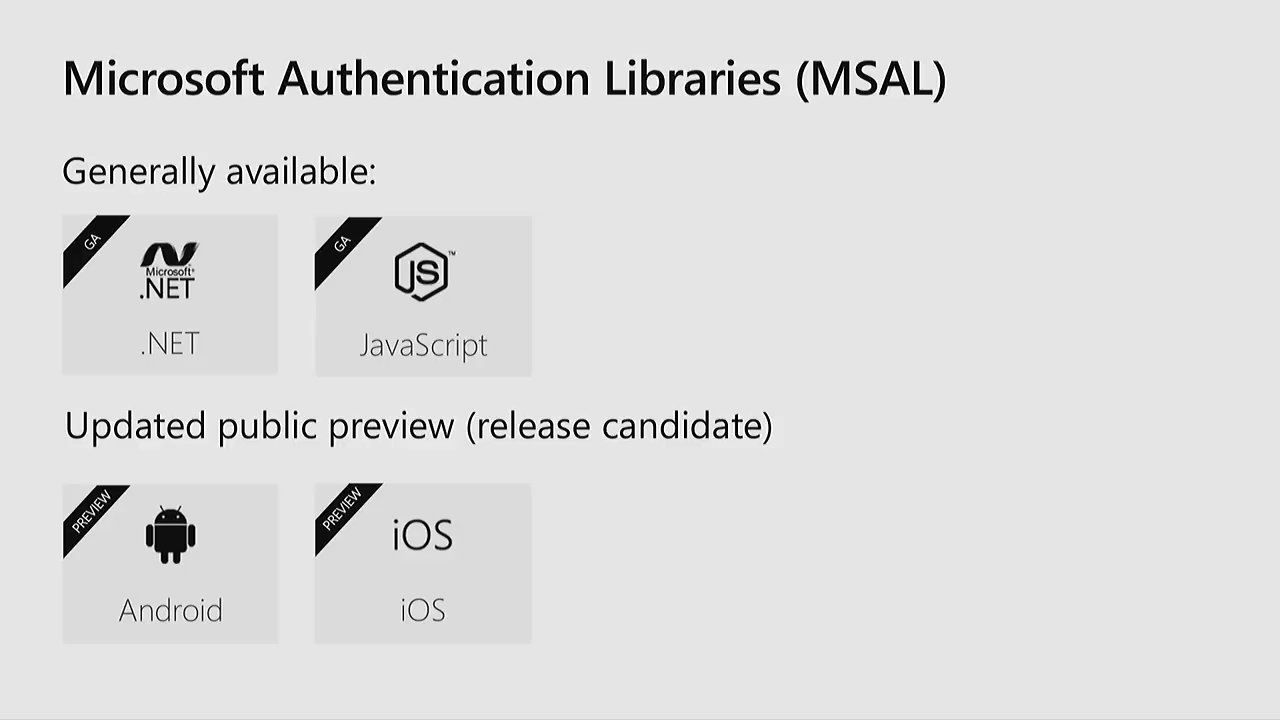 Microsoft Authentication Libraries (MSAL)
Generally available:
GA
Microsoft®
.NET
.NET
GA
JS™
JavaScript
Updated public preview (release candidate)
PREVIEW
Android
PREVIEW
iOS
iOS